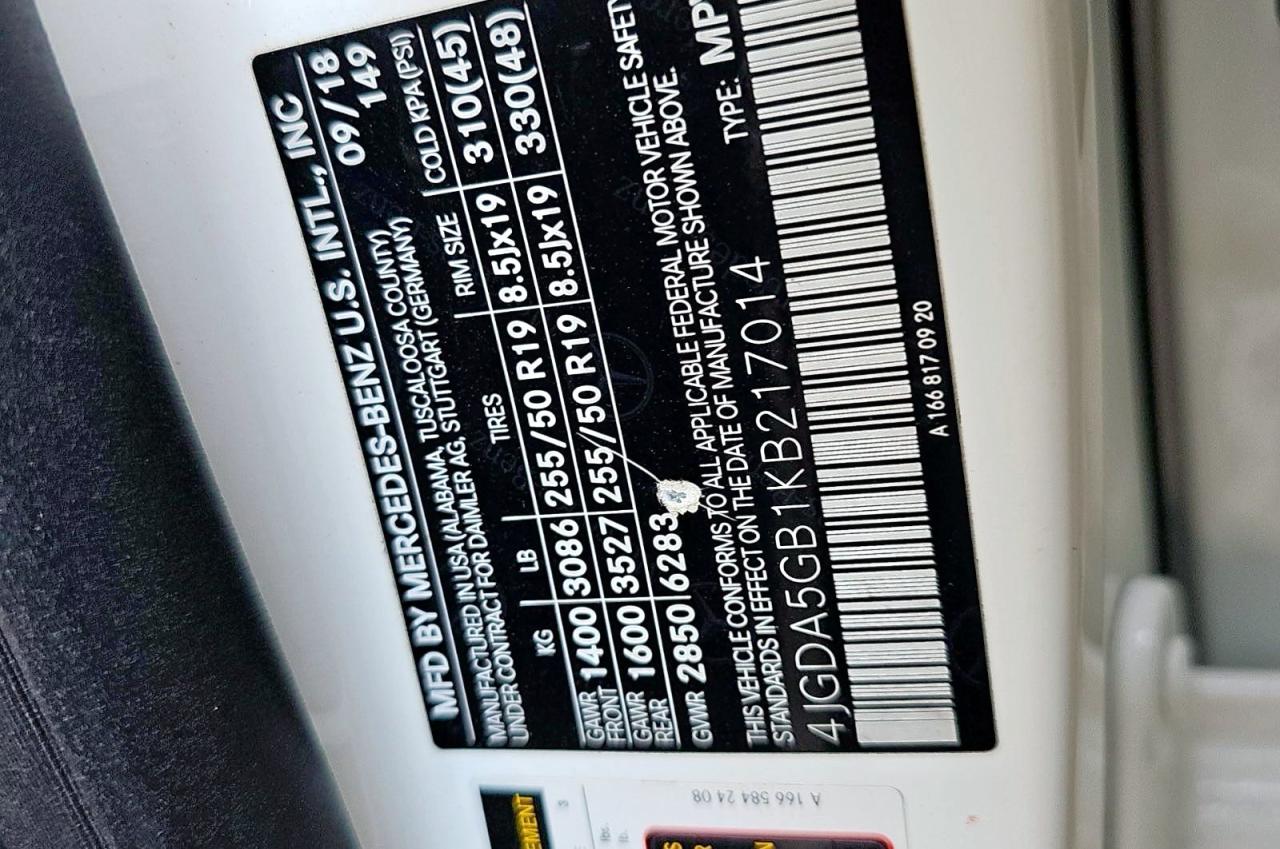 MFD BY MERCEDES-BENZ U.S. INTL., INC
MANUFACTURED IN USA (ALABAMA, TUSCALOOSA COUNTY) 09/18
UNDER CONTRACT FOR DAIMLER AG, STUTTGART (GERMANY) 149
KG LB TIRES RIM SIZE COLD KPA (PSI)
GAWR FRONT 1400 3086 255/50 R19 8.5Jx19 310(45)
GAWR REAR 1600 3527 255/50 R19 8.5Jx19 330(48)
GVWR 2850 6283
THIS VEHICLE CONFORMS TO ALL APPLICABLE FEDERAL MOTOR VEHICLE SAFETY
STANDARDS IN EFFECT ON THE DATE OF MANUFACTURE SHOWN ABOVE.
4JGDA5GB1KB217014 TYPE: MP
A 166 817 09 20
A 166 584 24 08